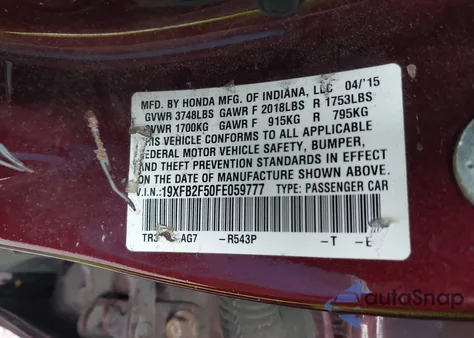 MFD. BY HONDA MFG. OF INDIANA, LLC 04/'15
GVWR 3748LBS GAWR F 2018LBS R 1753LBS
GVWR 1700KG GAWR F 915KG R 795KG
THIS VEHICLE CONFORMS TO ALL APPLICABLE
FEDERAL MOTOR VEHICLE SAFETY, BUMPER,
AND THEFT PREVENTION STANDARDS IN EFFECT
ON THE DATE OF MANUFACTURE SHOWN ABOVE.
V.I.N.:19XFB2F50FE059777 TYPE: PASSENGER CAR
AG7 -R543P -T -E
autoSnap